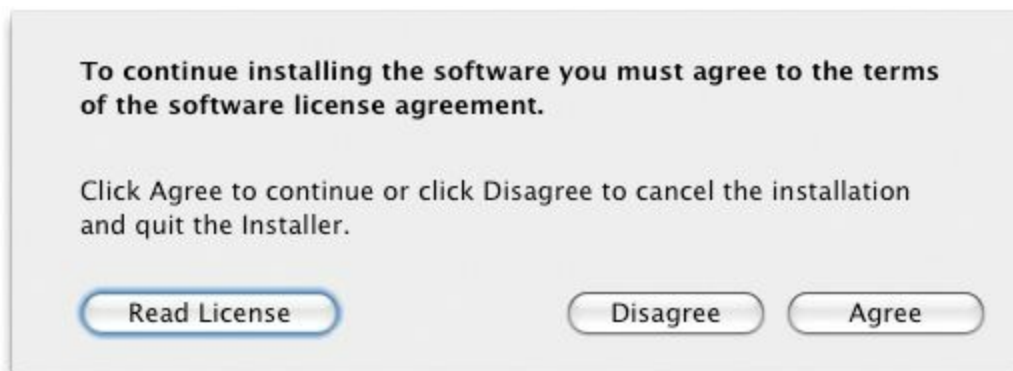 To continue installing the software you must agree to the terms
of the software license agreement.
Click Agree to continue or click Disagree to cancel the installation
and quit the Installer.
Read License
Disagree
Agree